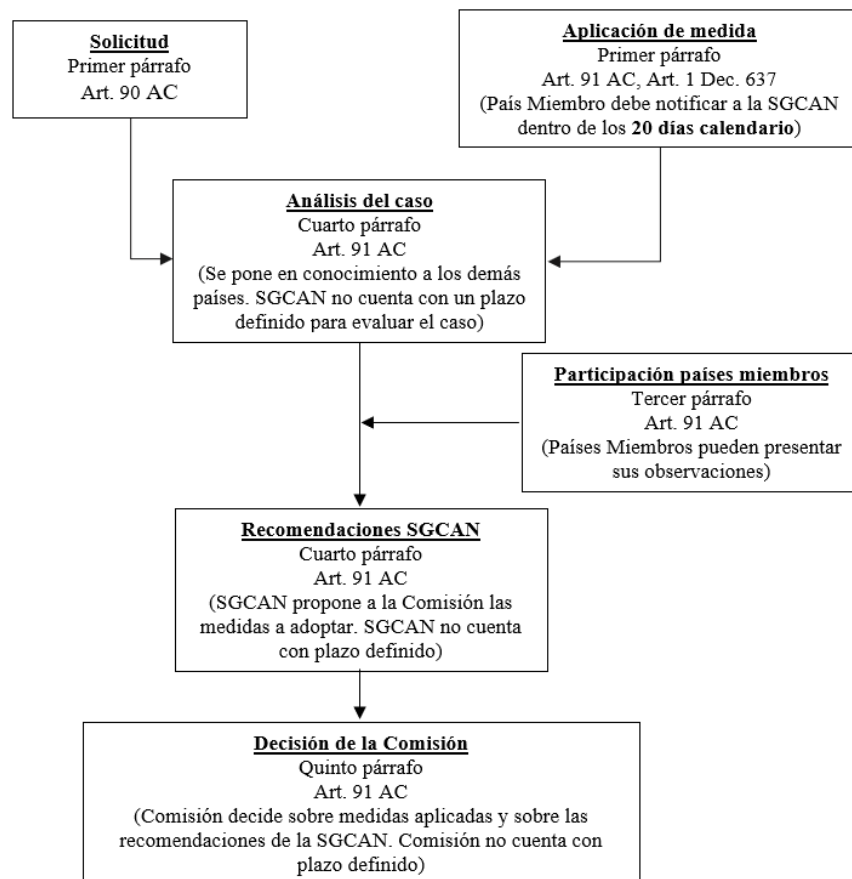 Solicitud
Primer párrafo
Art. 90 AC
Aplicación de medida
Primer párrafo
Art. 91 AC, Art. 1 Dec. 637
(País Miembro debe notificar a la SGCAN
dentro de los 20 días calendario)
Análisis del caso
Cuarto párrafo
Art. 91 AC
(Se pone en conocimiento a los demás
países. SGCAN no cuenta con un plazo
definido para evaluar el caso)
Participación países miembros
Tercer párrafo
Art. 91 AC
(Países Miembros pueden presentar
sus observaciones)
Recomendaciones SGCAN
Cuarto párrafo
Art. 91 AC
(SGCAN propone a la Comisión las
medidas a adoptar. SGCAN no cuenta
con plazo definido)
Decisión de la Comisión
Quinto párrafo
Art. 91 AC
(Comisión decide sobre medidas aplicadas y sobre las
recomendaciones de la SGCAN. Comisión no cuenta con
plazo definido)